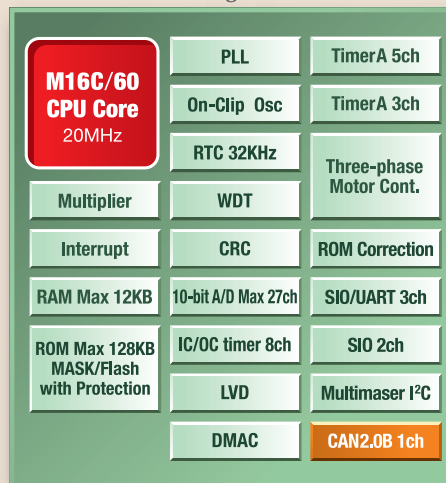 M16C/60
CPU Core
20MHz
Multiplier
Interrupt
RAM Max 12KB
ROM Max 128KB
MASK/Flash
with Protection
PLL
On-Clip Osc
RTC 32KHz
WDT
CRC
10-bit A/D Max 27ch
IC/OC timer 8ch
LVD
DMAC
TimerA 5ch
TimerA 3ch
Three-phase
Motor Cont.
ROM Correction
SIO/UART 3ch
SIO 2ch
Multimaser I²C
CAN2.0B 1ch